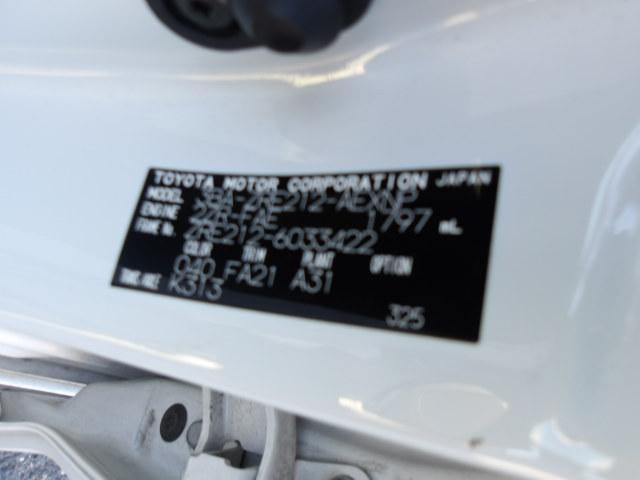 TOYOTA MOTOR CORPORATION JAPAN
MODEL 3BA-ZRE212-AEXNP
ENGINE 2ZR-FAE 1797 mL
FRAME No. ZRE212-6033422
COLOR TRIM PLANT OPTION
040 FA21 A31
TRANS./AXLE K313
325